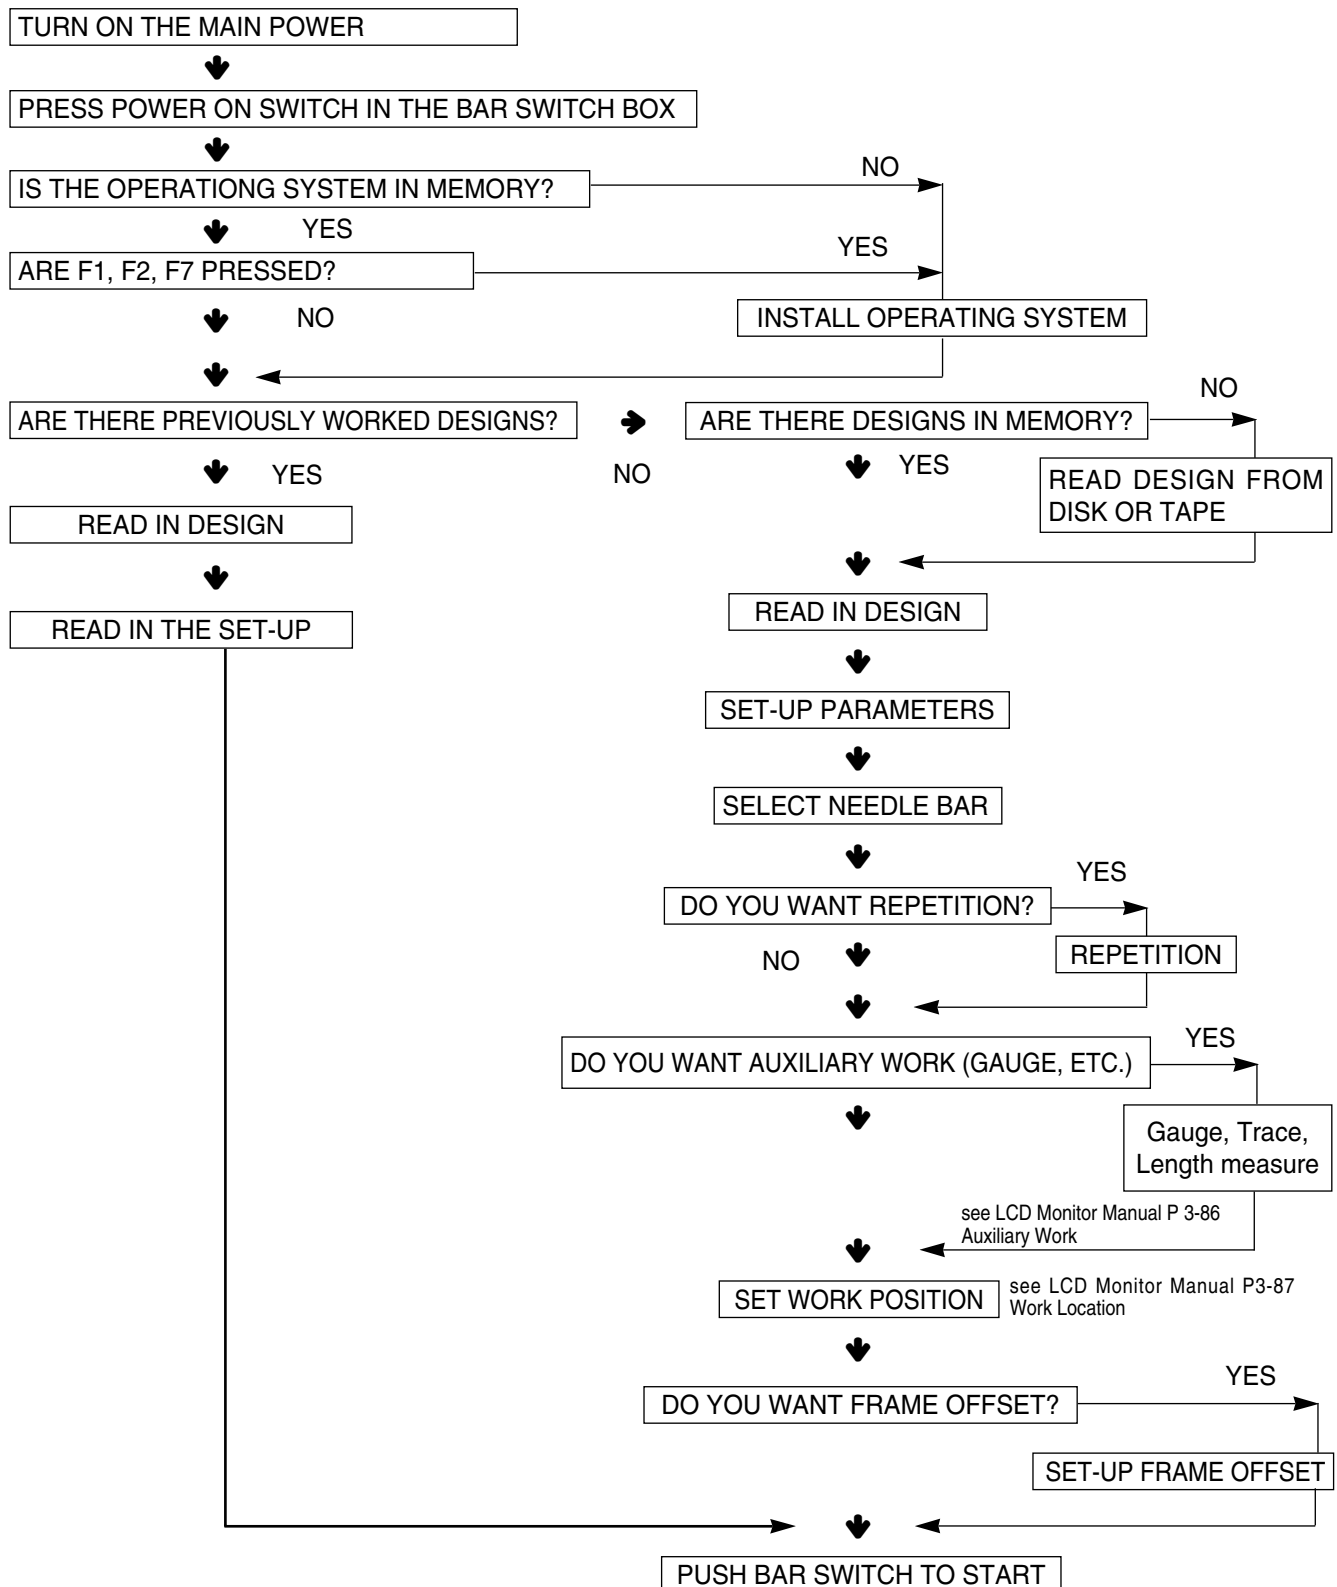 TURN ON THE MAIN POWER
PRESS POWER ON SWITCH IN THE BAR SWITCH BOX
NO
IS THE OPERATIONG SYSTEM IN MEMORY?
YES
YES
ARE F1, F2, F7 PRESSED?
NO
INSTALL OPERATING SYSTEM
NO
ARE THERE PREVIOUSLY WORKED DESIGNS?
ARE THERE DESIGNS IN MEMORY?
YES
NO
YES
READ DESIGN FROM
DISK OR TAPE
READ IN DESIGN
READ IN DESIGN
READ IN THE SET-UP
SET-UP PARAMETERS
SELECT NEEDLE BAR
YES
DO YOU WANT REPETITION?
NO
REPETITION
YES
DO YOU WANT AUXILIARY WORK (GAUGE, ETC.)
Gauge, Trace,
Length measure
see LCD Monitor Manual P 3-86
Auxiliary Work
SET WORK POSITION
see LCD Monitor Manual P3-87
Work Location
YES
DO YOU WANT FRAME OFFSET?
SET-UP FRAME OFFSET
PUSH BAR SWITCH TO START